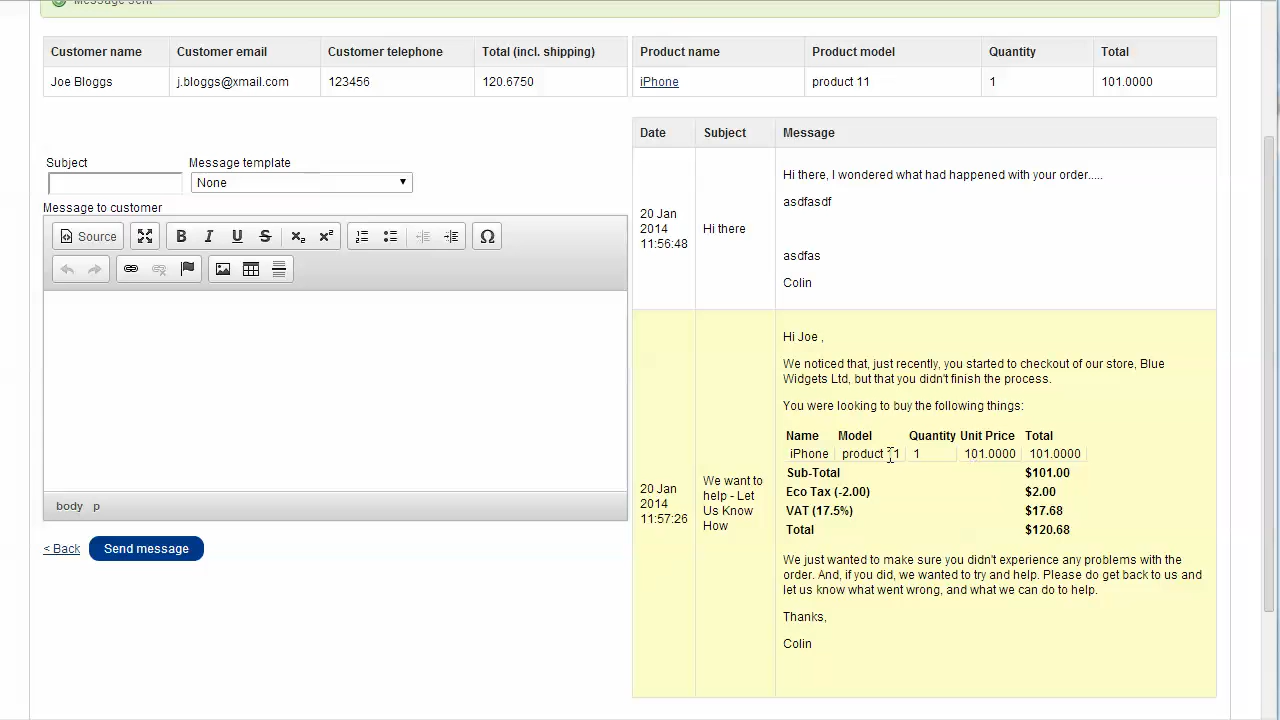 Message sent
Customer name Customer email Customer telephone Total (incl. shipping)
Joe Bloggs j.bloggs@xmail.com 123456 120.6750
Product name Product model Quantity Total
iPhone product 11 1 101.0000
Subject Message template
None
Message to customer
Source B I U S x₂ x² Ω
body p
< Back Send message
Date Subject Message
20 Jan
2014
11:56:48
Hi there
Hi there, I wondered what had happened with your order.....
asdfasdf
asdfas
Colin
20 Jan
2014
11:57:26
We want to
help - Let
Us Know
How
Hi Joe ,
We noticed that, just recently, you started to checkout of our store, Blue
Widgets Ltd, but that you didn't finish the process.
You were looking to buy the following things:
Name Model Quantity Unit Price Total
iPhone product 11 1 101.0000 101.0000
Sub-Total $101.00
Eco Tax (-2.00) $2.00
VAT (17.5%) $17.68
Total $120.68
We just wanted to make sure you didn't experience any problems with the
order. And, if you did, we wanted to try and help. Please do get back to us and
let us know what went wrong, and what we can do to help.
Thanks,
Colin